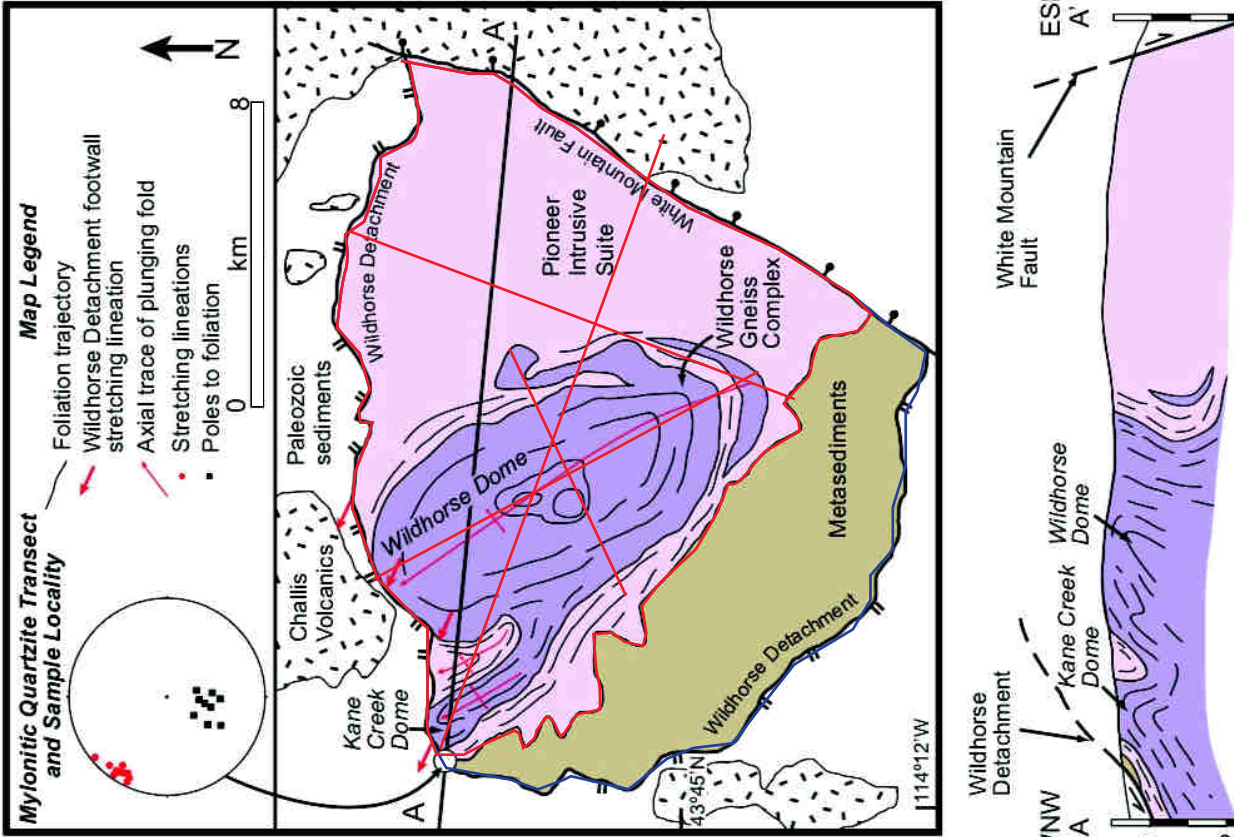 Mylonitic Quartzite Transect
and Sample Locality
Map Legend
Foliation trajectory
Wildhorse Detachment footwall
stretching lineation
Axial trace of plunging fold
Stretching lineations
Poles to foliation
0
8
km
N
Challis
Volcanics
Paleozoic
sediments
Wildhorse Detachment
A
A
Kane
Creek
Dome
Wildhorse Dome
Pioneer
Intrusive
Suite
White Mountain Fault
Wildhorse
Gneiss
Complex
Metasediments
Wildhorse Detachment
43°45'N
114°12'W
A
Wildhorse
Detachment
Kane Creek
Dome
Wildhorse
Dome
White Mountain
Fault
A'